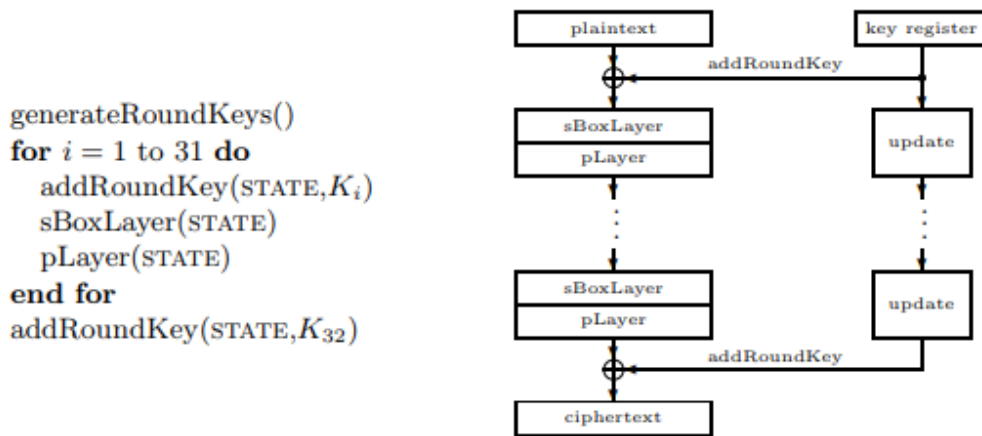 generateRoundKeys()
for i = 1 to 31 do
addRoundKey(STATE,K_i)
sBoxLayer(STATE)
pLayer(STATE)
end for
addRoundKey(STATE,K_32)
plaintext
key register
addRoundKey
sBoxLayer
pLayer
update
sBoxLayer
pLayer
update
addRoundKey
ciphertext